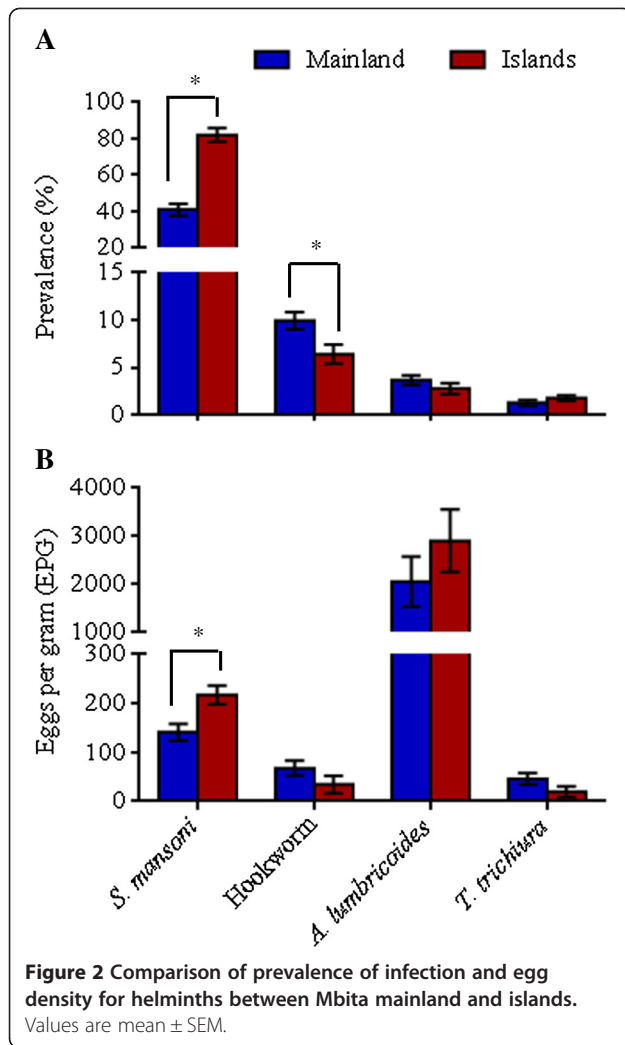 A
Mainland Islands
*
*
100
80
60
40
20
15
10
5
0
Prevalence (%)
B
*
4000
3000
2000
1000
300
200
100
0
Eggs per gram (EPG)
S. mansoni
Hookworm
A. lumbricoides
T. trichiura
Figure 2 Comparison of prevalence of infection and egg
density for helminths between Mbita mainland and islands.
Values are mean ± SEM.